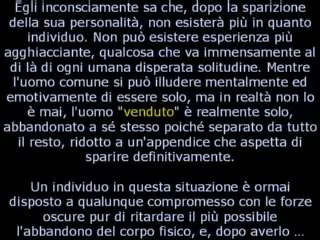 Egli inconsciamente sa che, dopo la sparizione
della sua personalità, non esisterà più in quanto
individuo. Non può esistere esperienza più
agghiacciante, qualcosa che va immensamente al
di là di ogni umana disperata solitudine. Mentre
l'uomo comune si può illudere mentalmente ed
emotivamente di essere solo, ma in realtà non lo
è mai, l'uomo "venduto" è realmente solo,
abbandonato a sé stesso poiché separato da tutto
il resto, ridotto a un'appendice che aspetta di
sparire definitivamente.
Un individuo in questa situazione è ormai
disposto a qualunque compromesso con le forze
oscure pur di ritardare il più possibile
l'abbandono del corpo fisico, e, dopo averlo ...